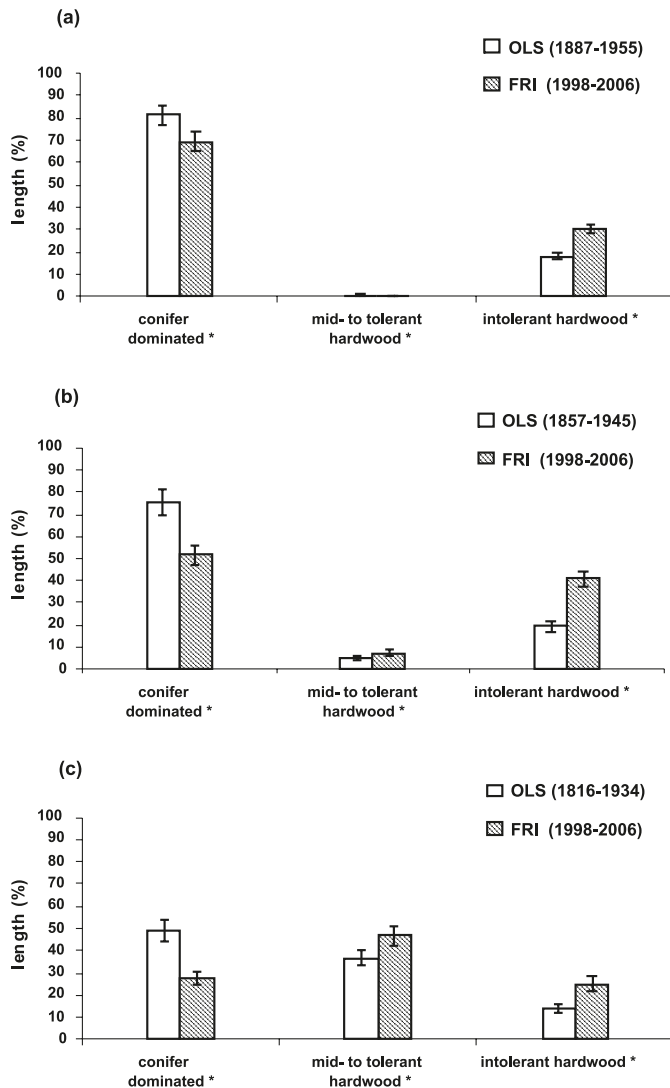 (a)
OLS (1887-1955)
FRI (1998-2006)
length (%)
100
90
80
70
60
50
40
30
20
10
0
conifer
dominated *
mid- to tolerant
hardwood *
intolerant hardwood *
(b)
OLS (1857-1945)
FRI (1998-2006)
length (%)
100
90
80
70
60
50
40
30
20
10
0
conifer
dominated *
mid- to tolerant
hardwood *
intolerant hardwood *
(c)
OLS (1816-1934)
FRI (1998-2006)
length (%)
100
90
80
70
60
50
40
30
20
10
0
conifer
dominated *
mid- to tolerant
hardwood *
intolerant hardwood *